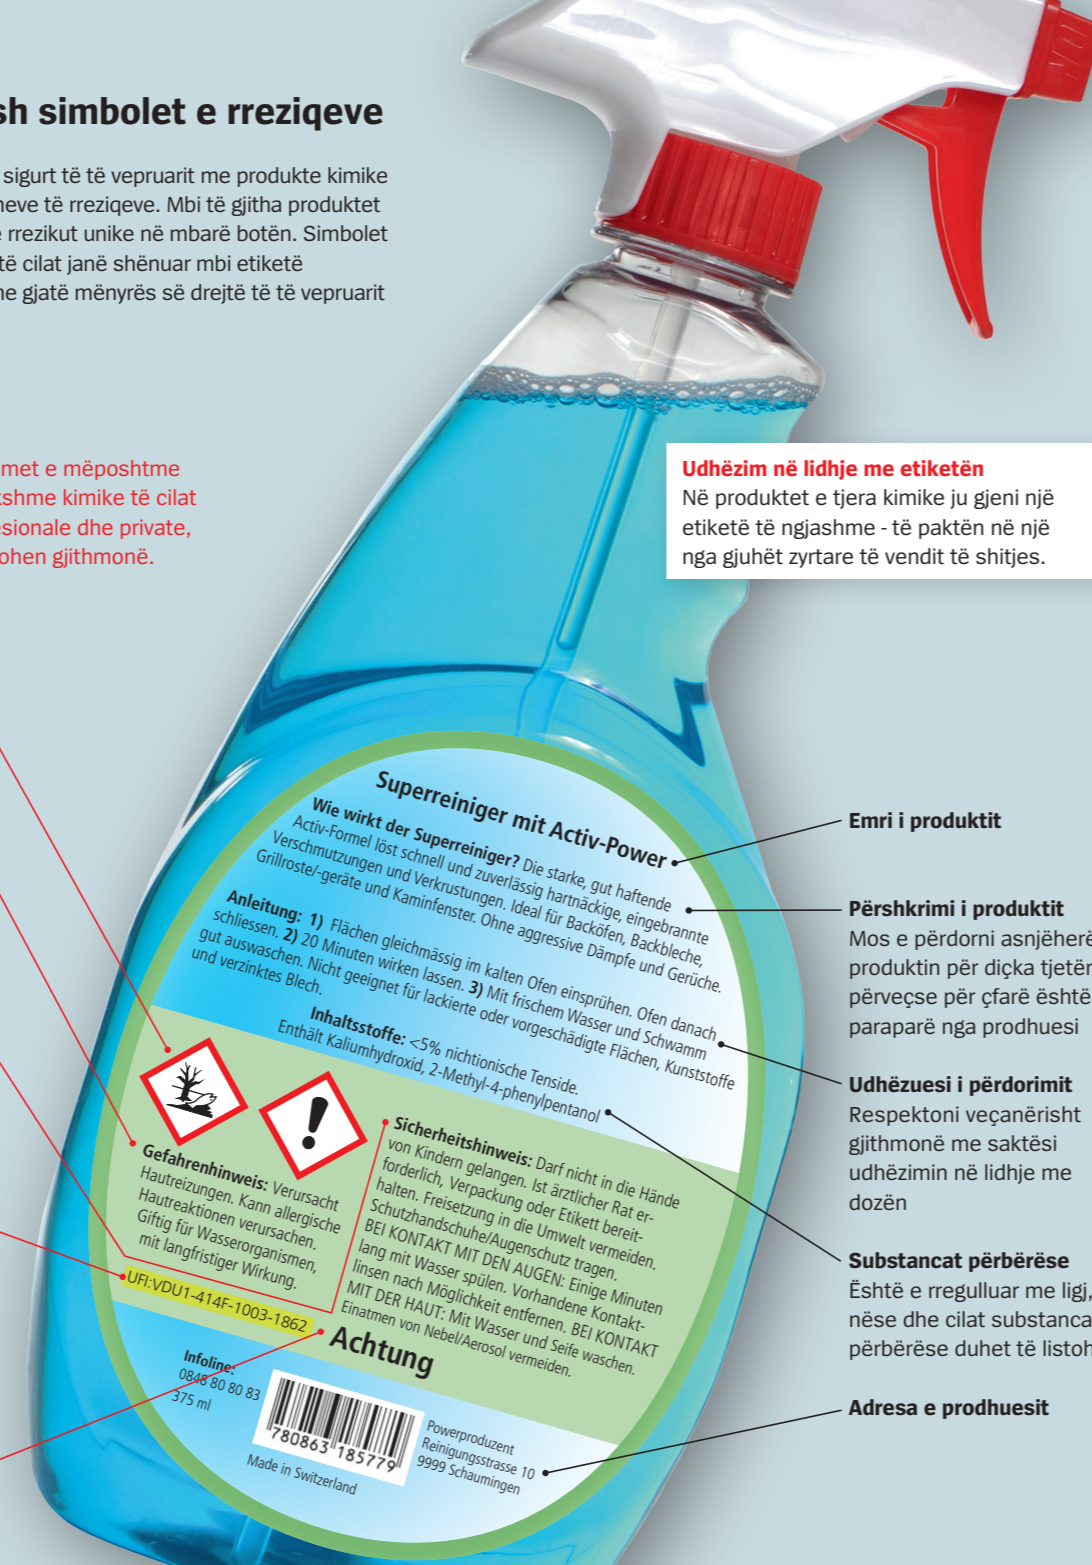 sh simbolet e rreziqeve
sigurt të të vepruarit me produkte kimike
neve të rreziqeve. Mbi të gjitha produktet
e rrezikut unike në mbarë botën. Simbolet
të cilat janë shënuar mbi etiketë
ne gjatë mënyrës së drejtë të të vepruarit
met e mëposhtme
kshme kimike të cilat
esionale dhe private,
ohen gjithmonë.
Udhëzim në lidhje me etiketën
Në produktet e tjera kimike ju gjeni një
etiketë të ngjashme - të paktën në një
nga gjuhët zyrtare të vendit të shitjes.
Superreiniger mit Activ-Power
Wie wirkt der Superreiniger? Die starke, gut haftende
Activ-Formel löst schnell und zuverlässig hartnäckige, eingebrannte
Verschmutzungen und Verkrustungen. Ideal für Backöfen, Backbleche,
Grillroste/-geräte und Kaminfenster. Ohne aggressive Dämpfe und Gerüche.
Anleitung: 1) Flächen gleichmässig im kalten Ofen einsprühen. Ofen danach
schliessen. 2) 20 Minuten wirken lassen. 3) Mit frischem Wasser und Schwamm
gut auswaschen. Nicht geeignet für lackierte oder vorgeschädigte Flächen, Kunststoffe
und verzinktes Blech.
Inhaltsstoffe: <5% nichtionische Tenside.
Enthält Kaliumhydroxid, 2-Methyl-4-phenylpentanol
Gefahrenhinweis: Verursacht
Hautreizungen. Kann allergische
Hautreaktionen verursachen.
Giftig für Wasserorganismen,
mit langfristiger Wirkung.
UFI:VDU1-414F-1003-1862
Sicherheitshinweis: Darf nicht in die Hände
von Kindern gelangen. Ist ärztlicher Rat er-
forderlich, Verpackung oder Etikett bereit-
halten. Freisetzung in die Umwelt vermeiden.
Schutzhandschuhe/Augenschutz tragen.
BEI KONTAKT MIT DEN AUGEN: Einige Minuten
lang mit Wasser spülen. Vorhandene Kontakt-
linsen nach Möglichkeit entfernen. BEI KONTAKT
MIT DER HAUT: Mit Wasser und Seife waschen.
Einatmen von Nebel/Aerosol vermeiden.
Achtung
Infoline:
0848 80 80 83
375 ml
780863 185779
Made in Switzerland
Powerproduzent
Reinigungsstrasse 10
9999 Schaumingen
Emri i produktit
Përshkrimi i produktit
Mos e përdorni asnjëherë
produktin për diçka tjetër
përveçse për çfarë është
paraparë nga prodhuesi
Udhëzuesi i përdorimit
Respektoni veçanërisht
gjithmonë me saktësi
udhëzimin në lidhje me
dozën
Substancat përbërëse
Është e rregulluar me ligj,
nëse dhe cilat substanca
përbërëse duhet të listoh
Adresa e prodhuesit